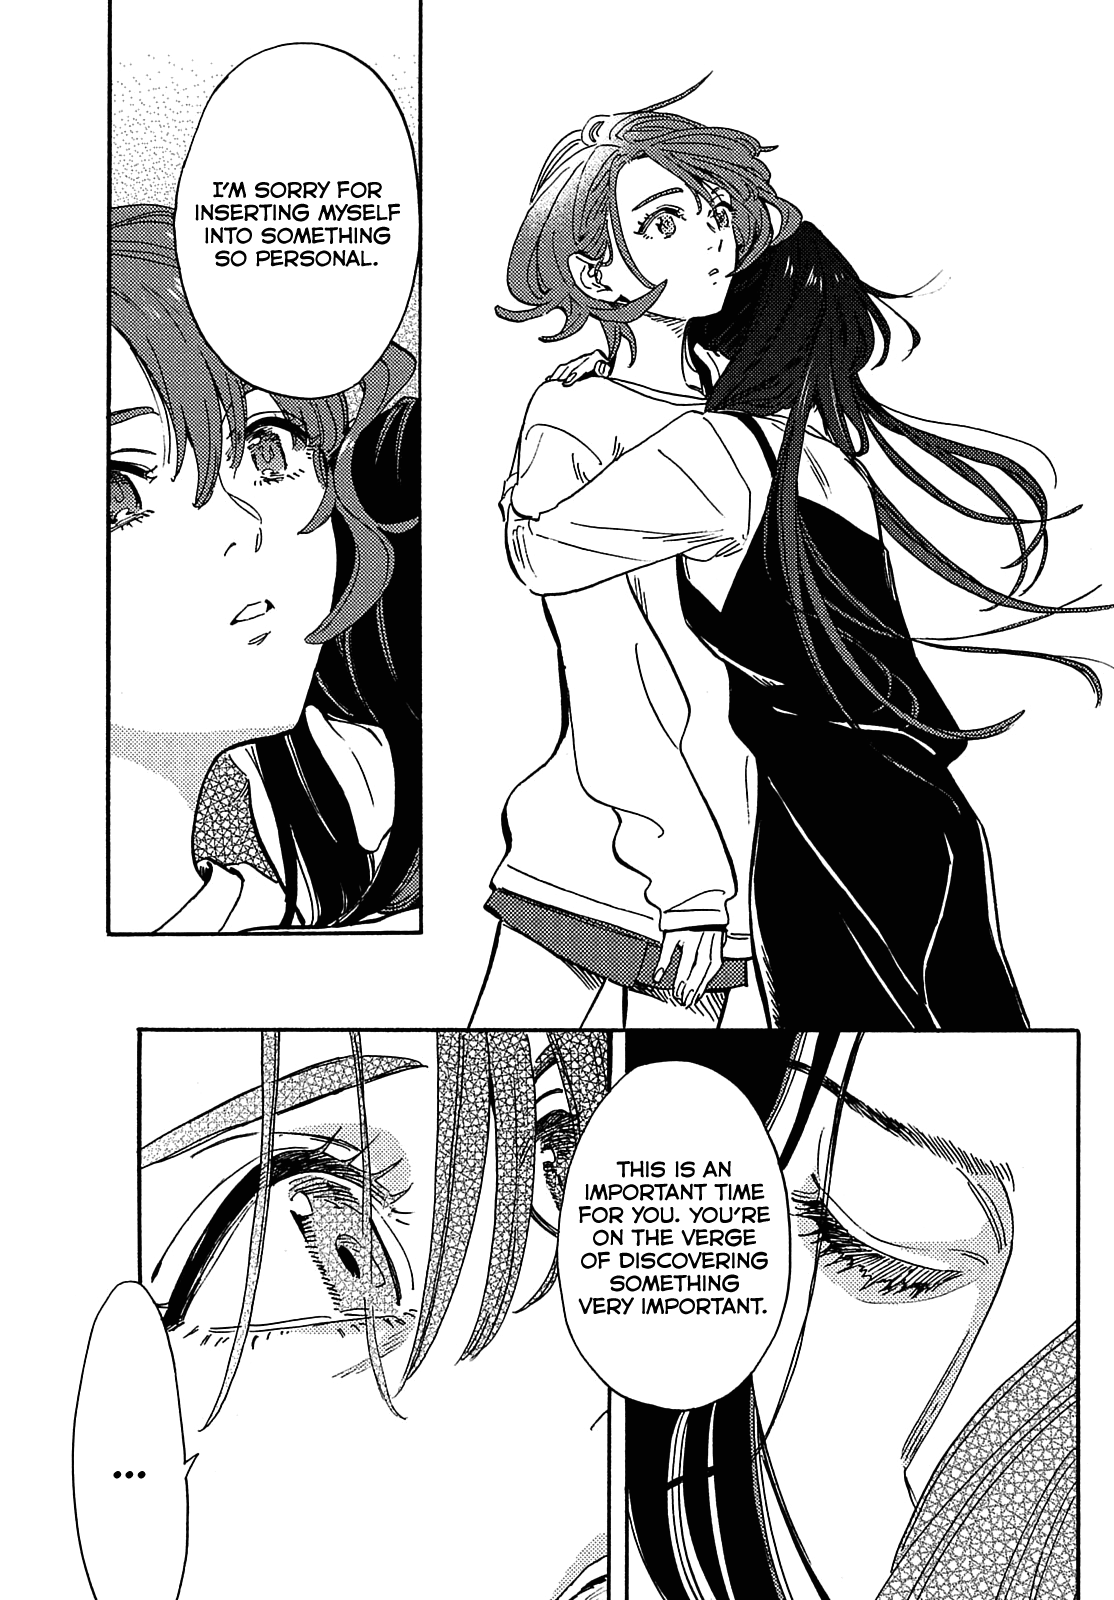 I'M SORRY FOR
INSERTING MYSELF
INTO SOMETHING
SO PERSONAL.
THIS IS AN
IMPORTANT TIME
FOR YOU. YOU'RE
ON THE VERGE
OF DISCOVERING
SOMETHING
VERY IMPORTANT.
...